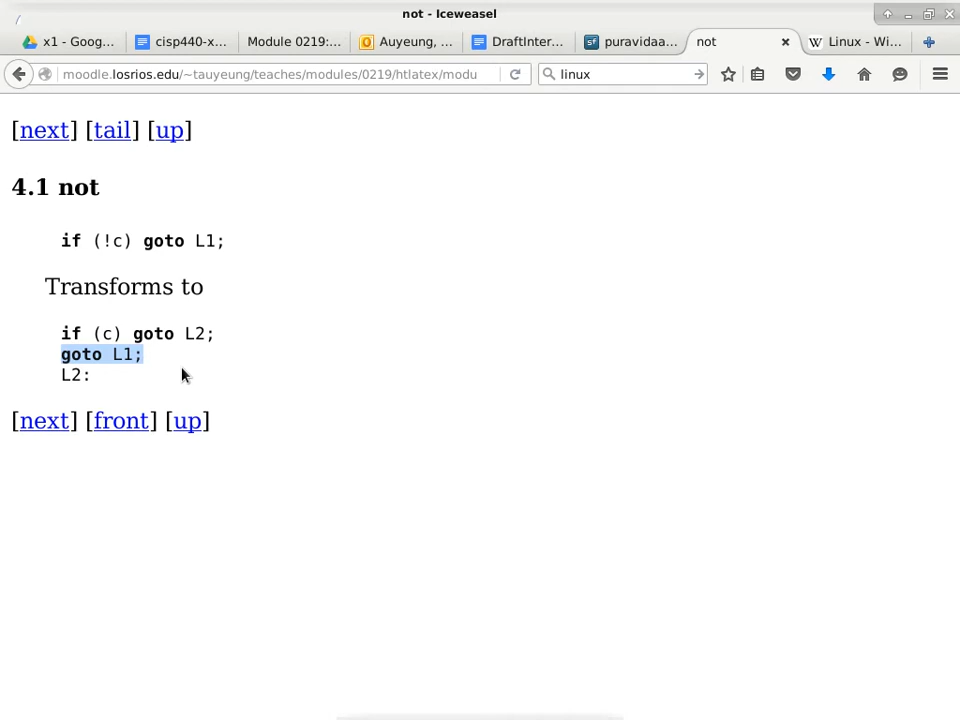 not - Iceweasel
x1 - Goog...
cisp440-x...
Module 0219:...
Auyeung, ...
DraftInter...
puravidaa...
not
Linux - Wi...
moodle.losrios.edu/~tauyeung/teaches/modules/0219/htlatex/modu
linux
[next] [tail] [up]
4.1 not
if (!c) goto L1;
Transforms to
if (c) goto L2;
goto L1;
L2:
[next] [front] [up]